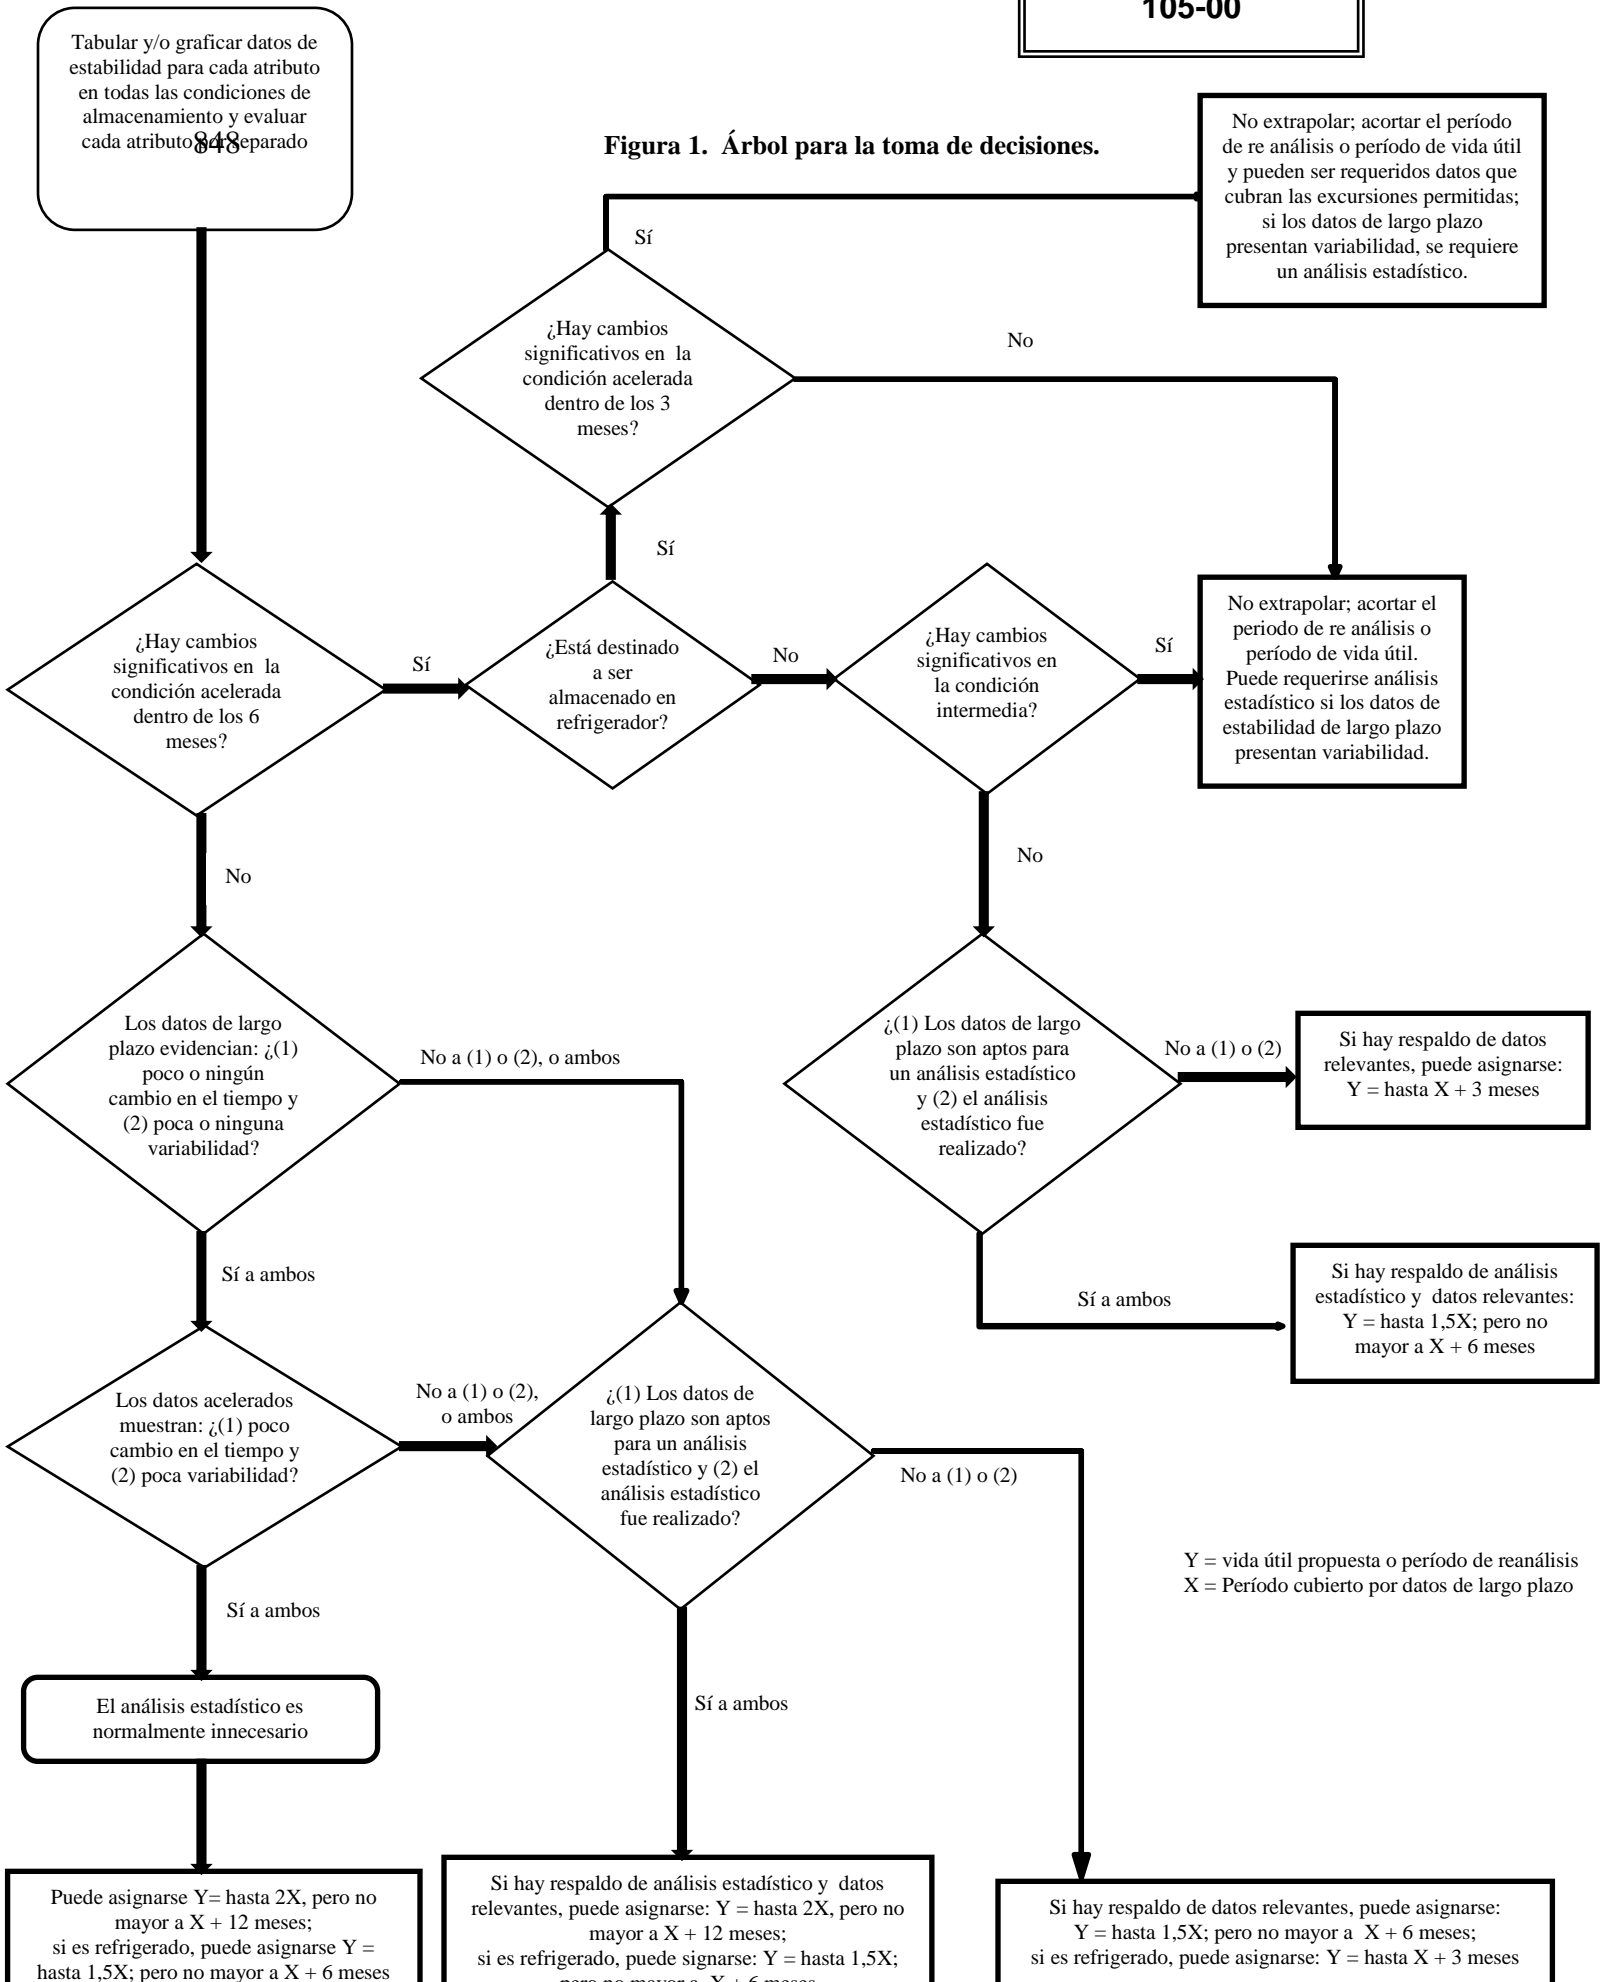 105-00
Tabular y/o graficar datos de
estabilidad para cada atributo
en todas las condiciones de
almacenamiento y evaluar
cada atributo por separado
848
Figura 1. Árbol para la toma de decisiones.
No extrapolar; acortar el período
de re análisis o período de vida útil
y pueden ser requeridos datos que
cubran las excursiones permitidas;
si los datos de largo plazo
presentan variabilidad, se requiere
un análisis estadístico.
Sí
¿Hay cambios
significativos en la
condición acelerada
dentro de los 3
meses?
No
Sí
¿Hay cambios
significativos en la
condición acelerada
dentro de los 6
meses?
Sí
¿Está destinado
a ser
almacenado en
refrigerador?
No
¿Hay cambios
significativos en
la condición
intermedia?
Sí
No extrapolar; acortar el
periodo de re análisis o
período de vida útil.
Puede requerirse análisis
estadístico si los datos de
estabilidad de largo plazo
presentan variabilidad.
No
No
Los datos de largo
plazo evidencian: ¿(1)
poco o ningún
cambio en el tiempo y
(2) poca o ninguna
variabilidad?
No a (1) o (2), o ambos
¿(1) Los datos de largo
plazo son aptos para
un análisis estadístico
y (2) el análisis
estadístico fue
realizado?
No a (1) o (2)
Si hay respaldo de datos
relevantes, puede asignarse:
Y = hasta X + 3 meses
Sí a ambos
Sí a ambos
Si hay respaldo de análisis
estadístico y datos relevantes:
Y = hasta 1,5X; pero no
mayor a X + 6 meses
Los datos acelerados
muestran: ¿(1) poco
cambio en el tiempo y
(2) poca variabilidad?
No a (1) o (2),
o ambos
¿(1) Los datos de
largo plazo son aptos
para un análisis
estadístico y (2) el
análisis estadístico
fue realizado?
No a (1) o (2)
Y = vida útil propuesta o período de reanálisis
X = Período cubierto por datos de largo plazo
Sí a ambos
El análisis estadístico es
normalmente innecesario
Sí a ambos
Puede asignarse Y= hasta 2X, pero no
mayor a X + 12 meses;
si es refrigerado, puede asignarse Y =
hasta 1,5X; pero no mayor a X + 6 meses
Si hay respaldo de análisis estadístico y datos
relevantes, puede asignarse: Y = hasta 2X, pero no
mayor a X + 12 meses;
si es refrigerado, puede signarse: Y = hasta 1,5X;
pero no mayor a X + 6 meses
Si hay respaldo de datos relevantes, puede asignarse:
Y = hasta 1,5X; pero no mayor a X + 6 meses;
si es refrigerado, puede asignarse: Y = hasta X + 3 meses